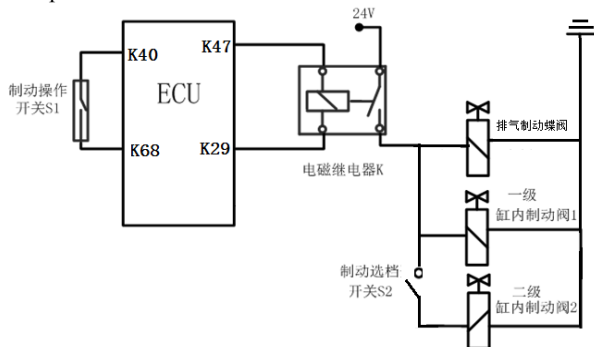 24V
K40
K47
ECU
制动操作
开关S1
K68
K29
电磁继电器K
排气制动蝶阀
一级
缸内制动阀1
制动选档
开关S2
二级
缸内制动阀2